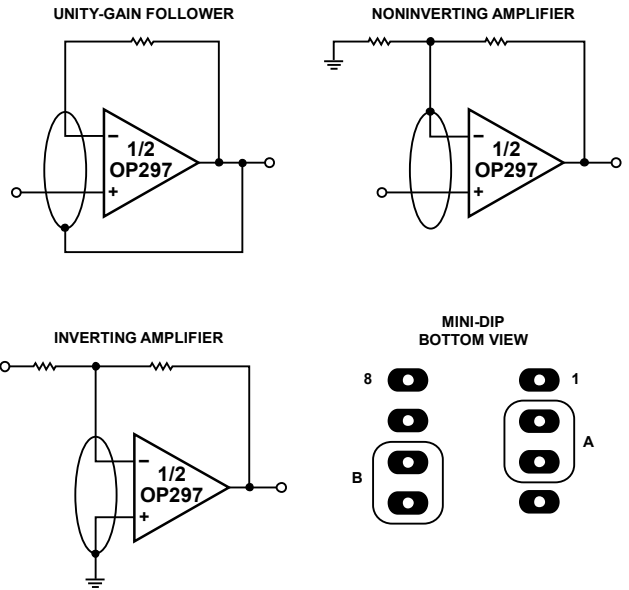 UNITY-GAIN FOLLOWER
−
1/2
OP297
+
NONINVERTING AMPLIFIER
−
1/2
OP297
+
INVERTING AMPLIFIER
−
1/2
OP297
+
MINI-DIP
BOTTOM VIEW
8
1
A
B